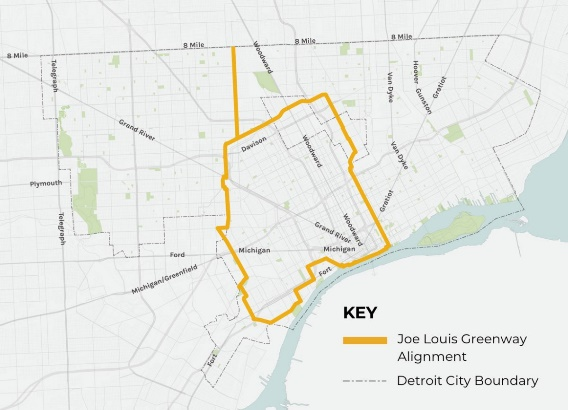 8 Mile
8 Mile
8 Mile
8 Mile
Woodward
Telegraph
Van Dyke
Hoover
Gunston
Gratiot
Grand River
Davison
Woodward
Van Dyke
Plymouth
Telegraph
Gratiot
Grand River
Woodward
Michigan
Michigan
Ford
Fort
Michigan/Greenfield
Fort
KEY
Joe Louis Greenway
Alignment
Detroit City Boundary